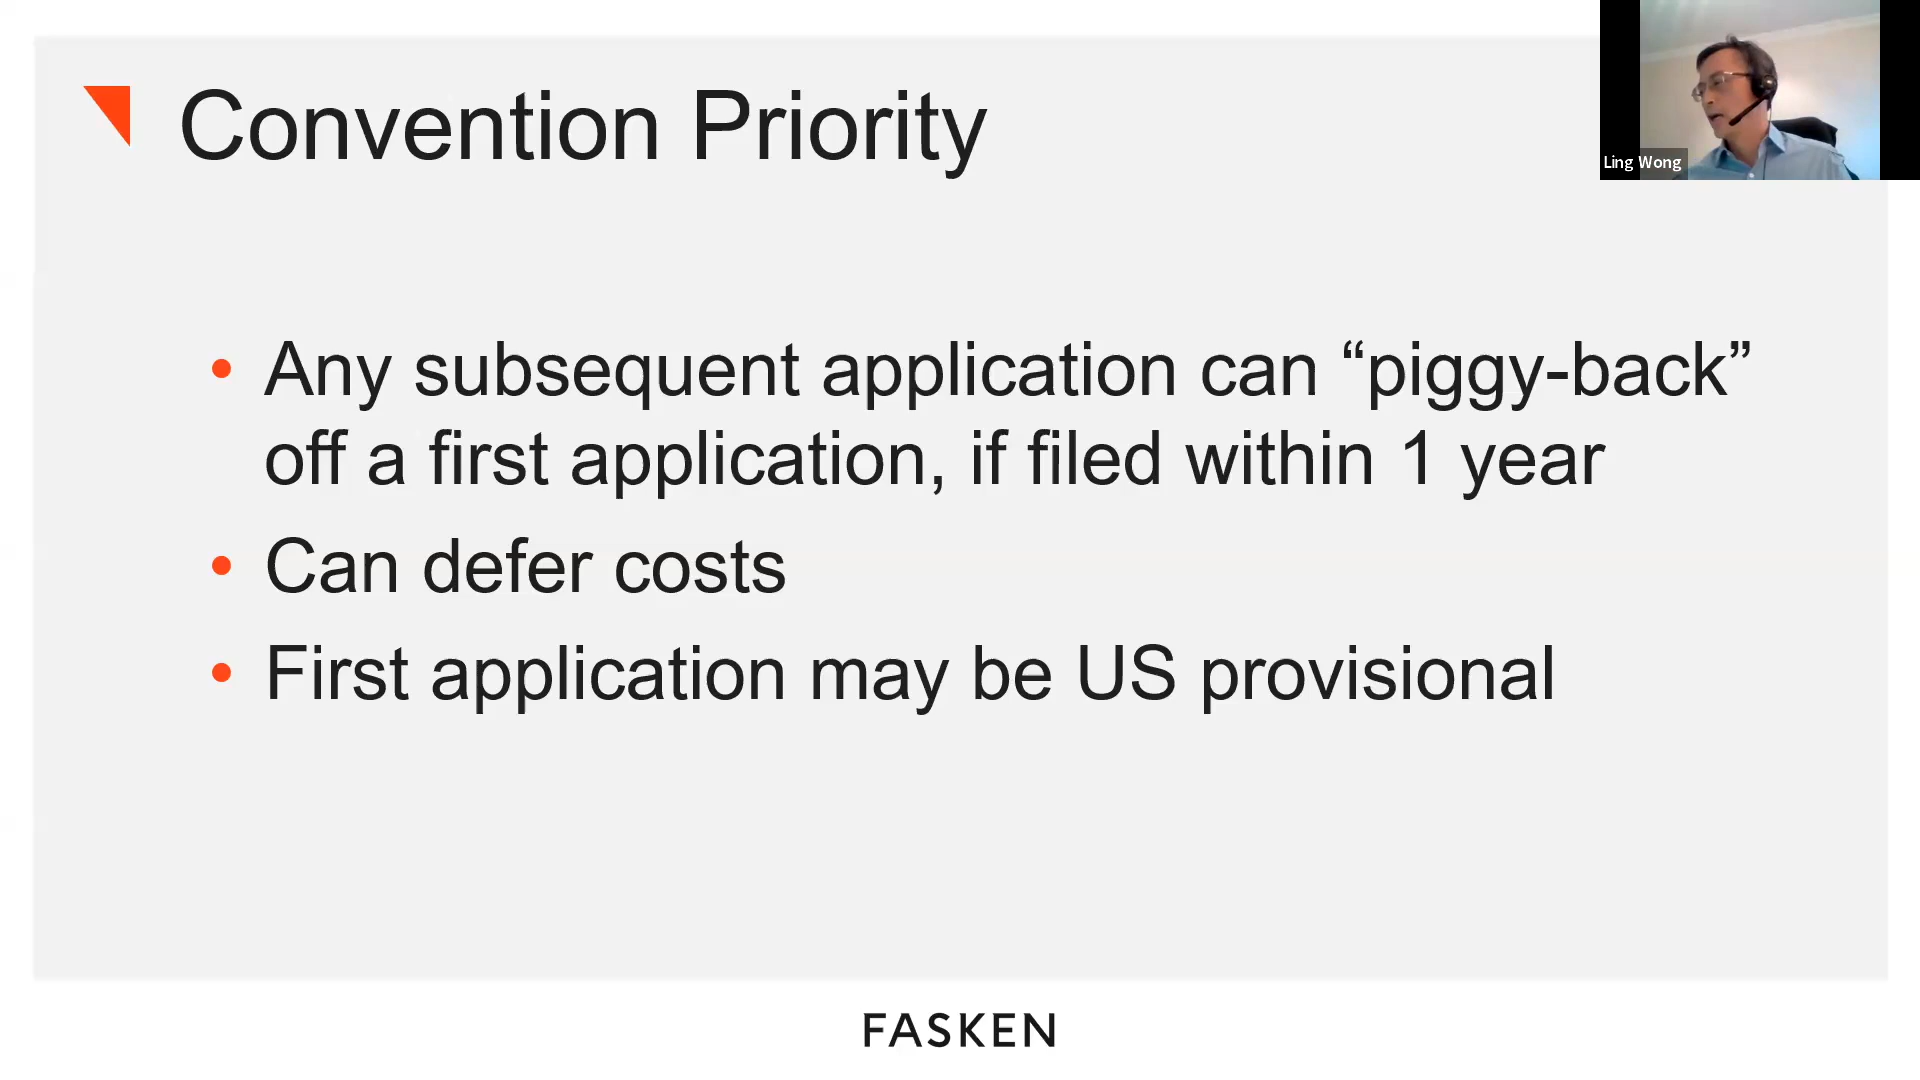 Convention Priority
Ling Wong
• Any subsequent application can “piggy-back”
off a first application, if filed within 1 year
• Can defer costs
• First application may be US provisional
FASKEN